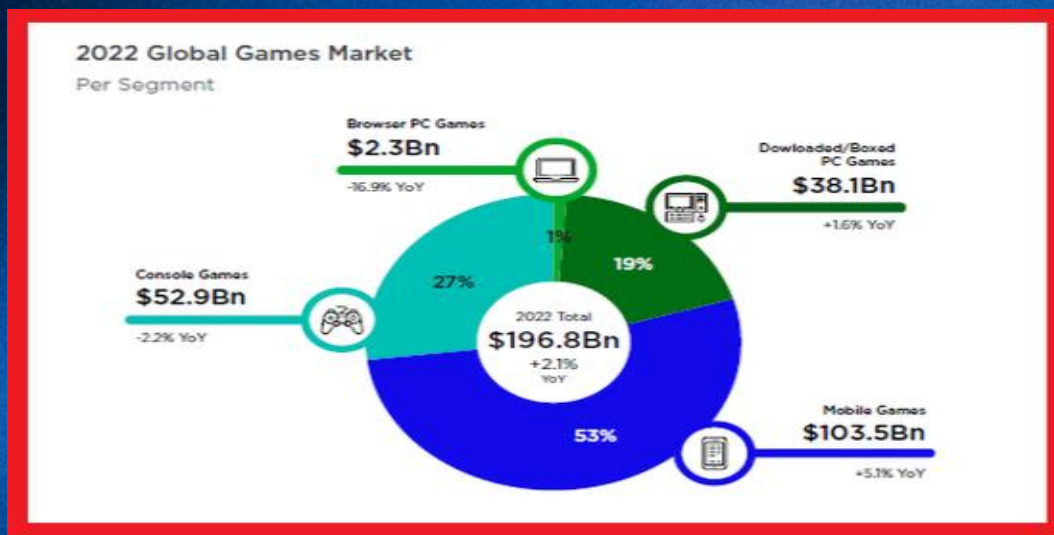 2022 Global Games Market
Per Segment
Browser PC Games
$2.3Bn
-16.9% YoY
Dowloaded/Boxed
PC Games
$38.1Bn
+1.6% YoY
Console Games
$52.9Bn
-2.2% YoY
1%
19%
27%
2022 Total
$196.8Bn
+2.1%
YoY
53%
Mobile Games
$103.5Bn
+5.1% YoY